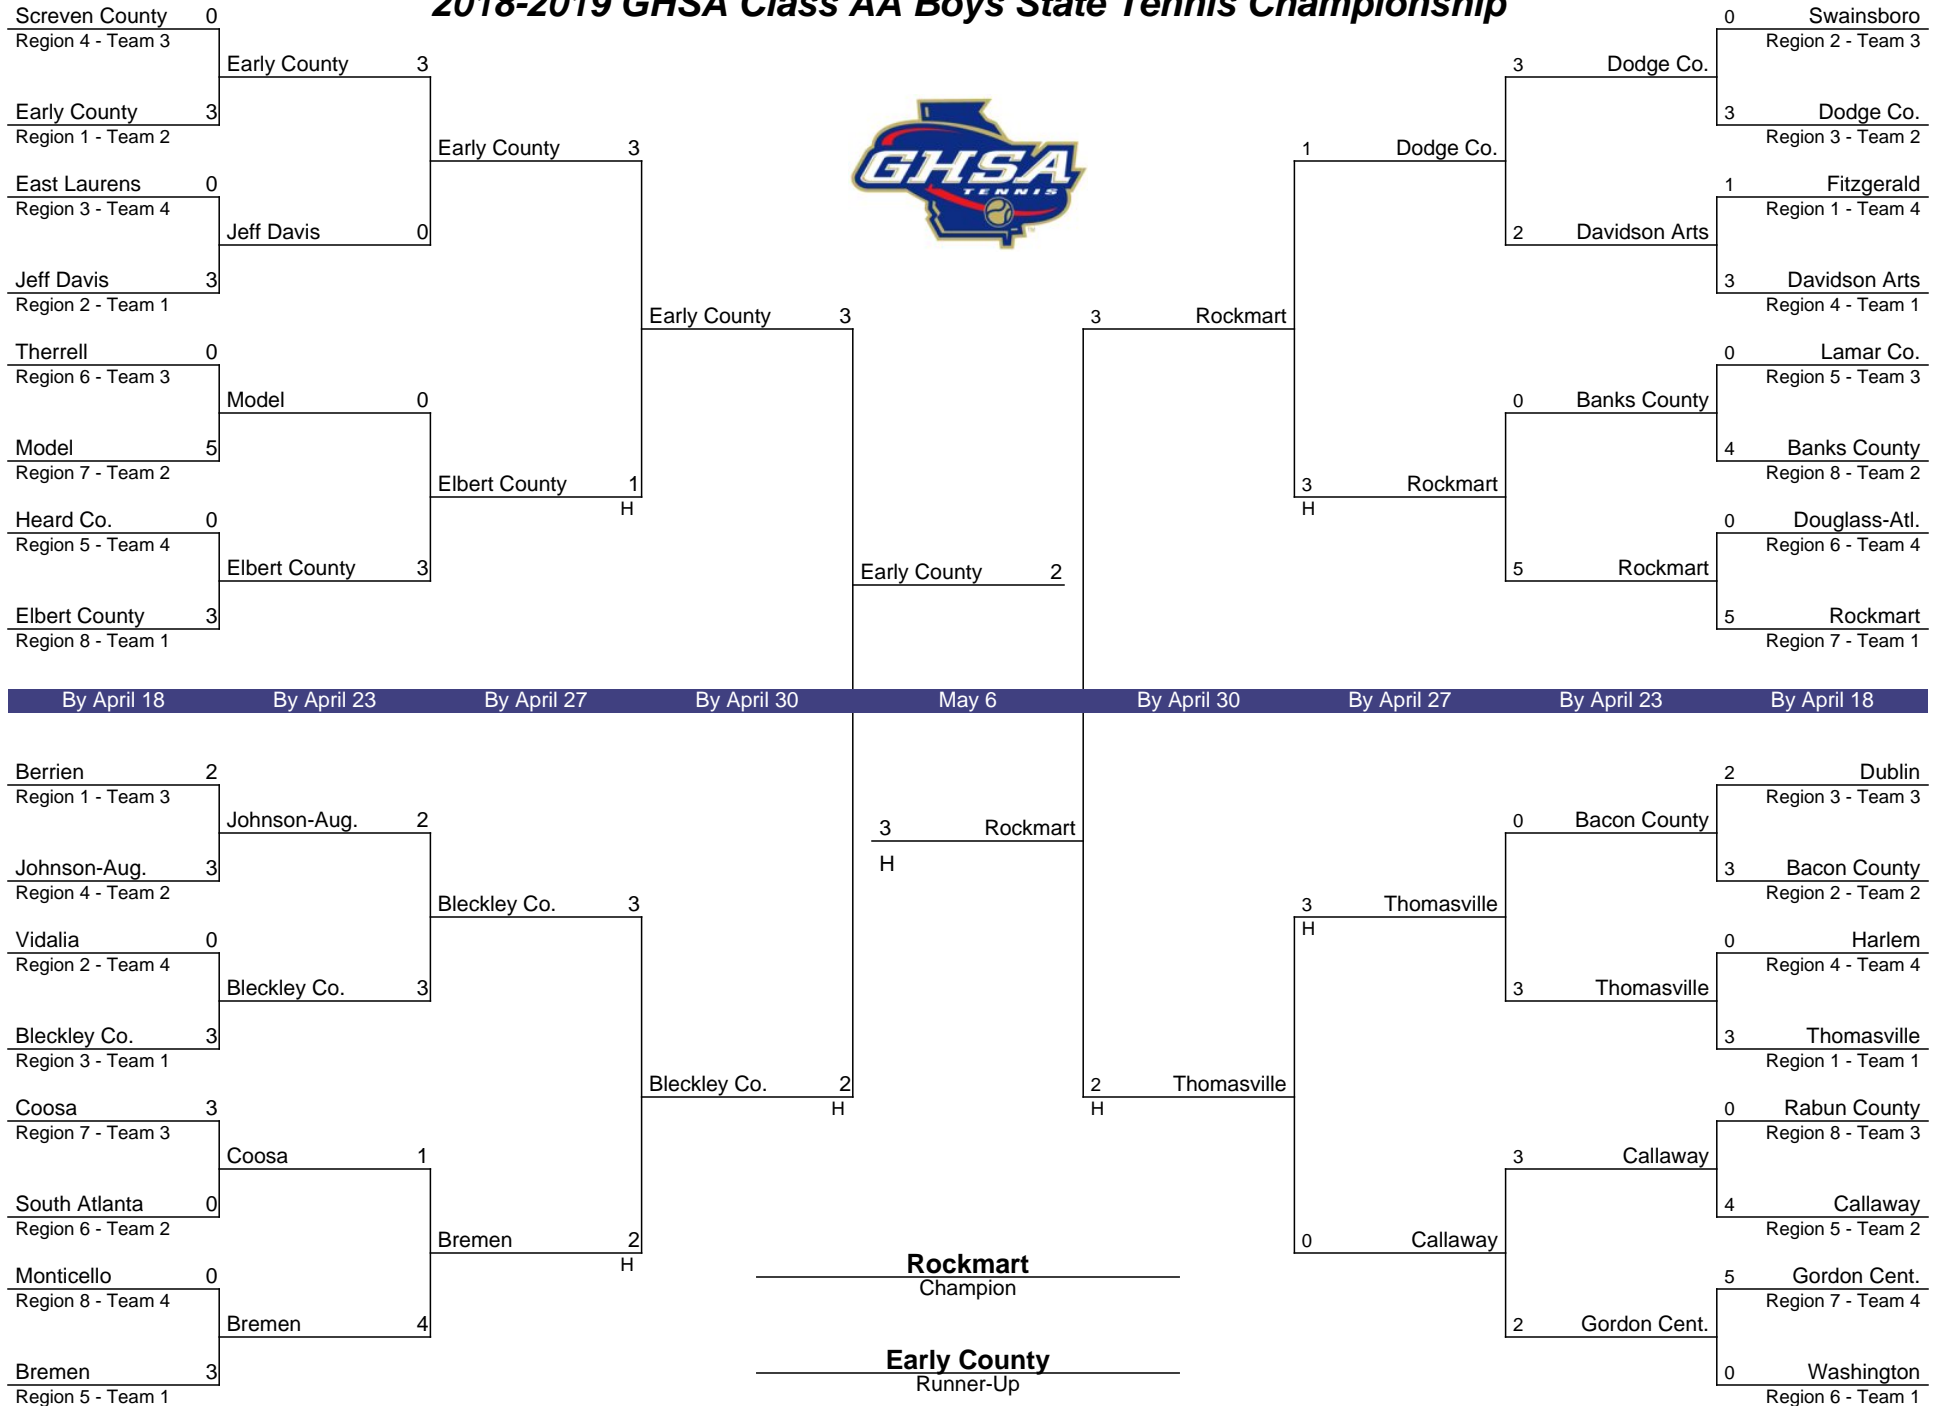 2018-2019 GHSA Class AA Boys State Tennis Championship
Screven County 0
Region 4 - Team 3
Early County 3
Early County 3
Region 1 - Team 2
Early County 3
East Laurens 0
Region 3 - Team 4
Jeff Davis 0
Jeff Davis 3
Region 2 - Team 1
Early County 3
Therrell 0
Region 6 - Team 3
Model 0
Model 5
Region 7 - Team 2
Elbert County 1
H
Heard Co. 0
Region 5 - Team 4
Elbert County 3
Elbert County 3
Region 8 - Team 1
Early County 2
GHSA
TENNIS
0 Swainsboro
Region 2 - Team 3
3 Dodge Co.
3 Dodge Co.
Region 3 - Team 2
1 Dodge Co.
1 Fitzgerald
Region 1 - Team 4
2 Davidson Arts
3 Davidson Arts
Region 4 - Team 1
3 Rockmart
0 Lamar Co.
Region 5 - Team 3
0 Banks County
4 Banks County
Region 8 - Team 2
3 Rockmart
H
0 Douglass-Atl.
Region 6 - Team 4
5 Rockmart
5 Rockmart
Region 7 - Team 1
By April 18 By April 23 By April 27 By April 30 May 6 By April 30 By April 27 By April 23 By April 18
Berrien 2
Region 1 - Team 3
Johnson-Aug. 2
Johnson-Aug. 3
Region 4 - Team 2
Bleckley Co. 3
Vidalia 0
Region 2 - Team 4
Bleckley Co. 3
Bleckley Co. 3
Region 3 - Team 1
Bleckley Co. 2
H
Coosa 3
Region 7 - Team 3
Coosa 1
South Atlanta 0
Region 6 - Team 2
Bremen 2
H
Monticello 0
Region 8 - Team 4
Bremen 4
Bremen 3
Region 5 - Team 1
3 Rockmart
H
2 Dublin
Region 3 - Team 3
0 Bacon County
3 Bacon County
Region 2 - Team 2
3 Thomasville
H
0 Harlem
Region 4 - Team 4
3 Thomasville
3 Thomasville
Region 1 - Team 1
2 Thomasville
H
0 Rabun County
Region 8 - Team 3
3 Callaway
4 Callaway
Region 5 - Team 2
0 Callaway
5 Gordon Cent.
Region 7 - Team 4
2 Gordon Cent.
0 Washington
Region 6 - Team 1
Rockmart
Champion
Early County
Runner-Up